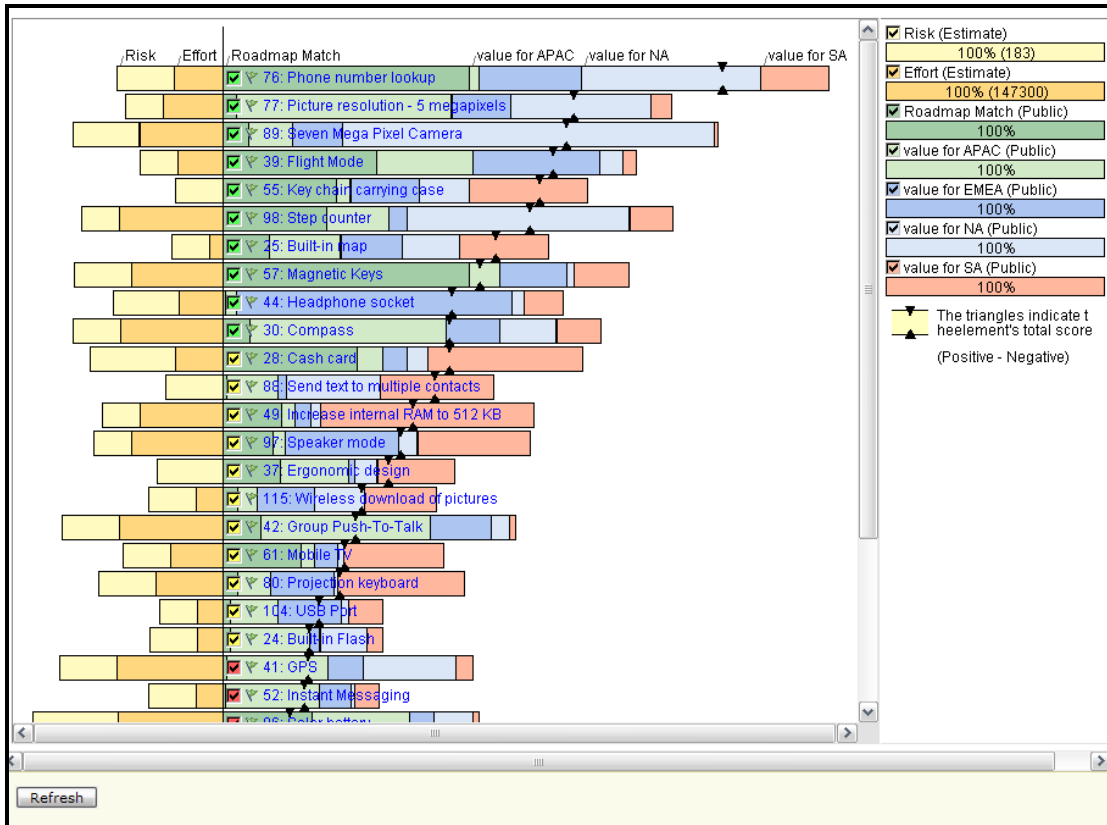 Risk Effort Roadmap Match value for APAC value for NA value for SA
76: Phone number lookup
77: Picture resolution - 5 megapixels
89: Seven Mega Pixel Camera
39: Flight Mode
55: Key chain carrying case
98: Step counter
25: Built-in map
57: Magnetic Keys
44: Headphone socket
30: Compass
28: Cash card
88: Send text to multiple contacts
49: Increase internal RAM to 512 KB
97: Speaker mode
37: Ergonomic design
115: Wireless download of pictures
42: Group Push-To-Talk
61: Mobile TV
80: Projection keyboard
104: USB Port
24: Built-in Flash
41: GPS
52: Instant Messaging
Risk (Estimate)
100% (183)
Effort (Estimate)
100% (147300)
Roadmap Match (Public)
100%
value for APAC (Public)
100%
value for EMEA (Public)
100%
value for NA (Public)
100%
value for SA (Public)
100%
The triangles indicate t
heelement's total score
(Positive - Negative)
Refresh